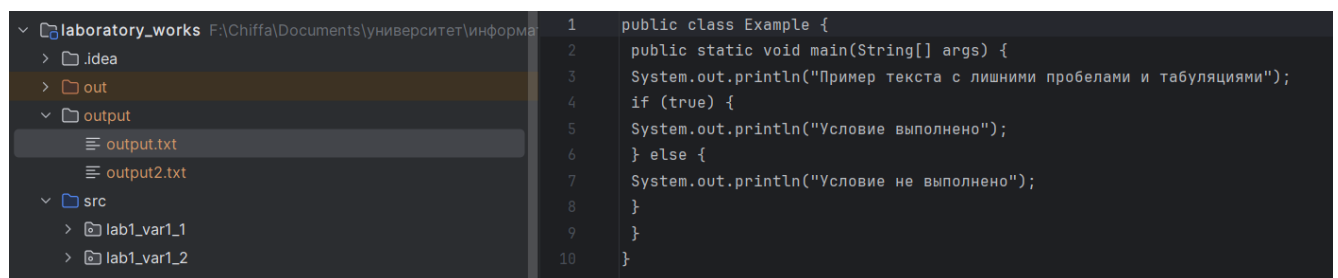 laboratory_works F:\Chiffa\Documents\университет\информа
.idea
out
output
output.txt
output2.txt
src
lab1_var1_1
lab1_var1_2
1 public class Example {
2 public static void main(String[] args) {
3 System.out.println("Пример текста с лишними пробелами и табуляциями");
4 if (true) {
5 System.out.println("Условие выполнено");
6 } else {
7 System.out.println("Условие не выполнено");
8 }
9 }
10 }